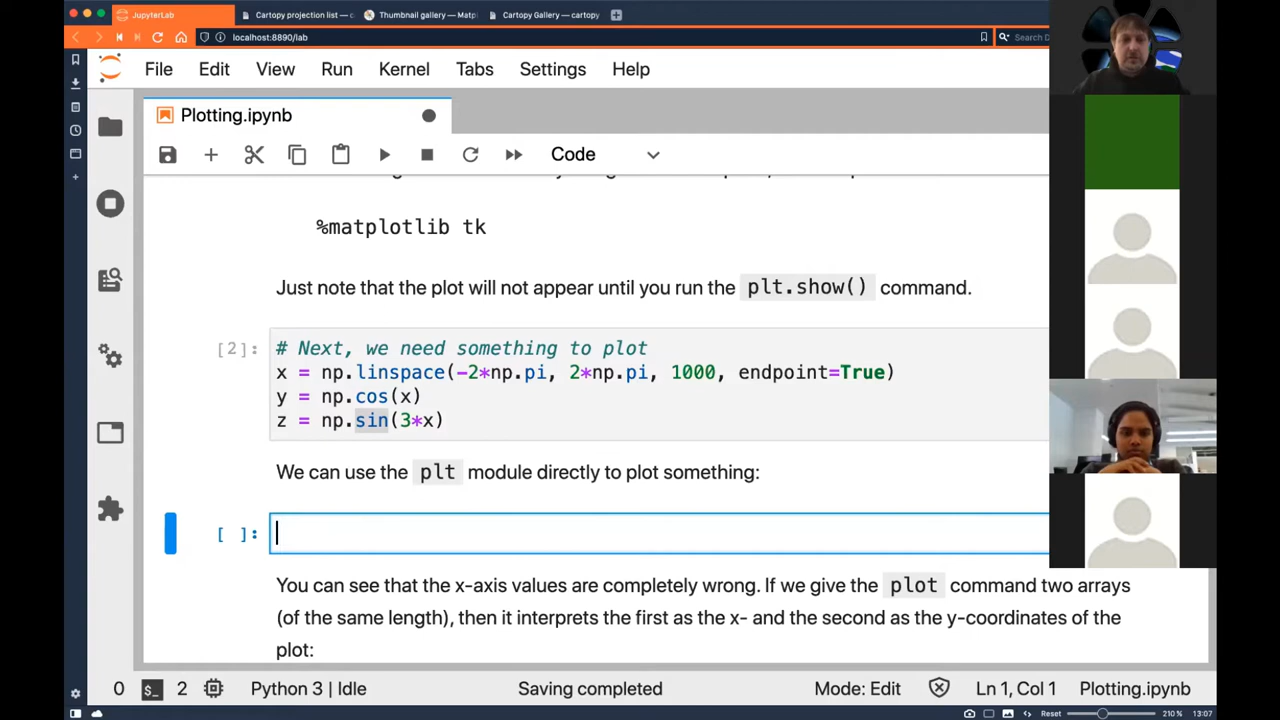 JupyterLab
Cartopy projection list — c
Thumbnail gallery — Matpl
Cartopy Gallery — cartopy
localhost:8890/lab
Search D
File Edit View Run Kernel Tabs Settings Help
Plotting.ipynb
Code
%matplotlib tk
Just note that the plot will not appear until you run the plt.show() command.
[2]:
# Next, we need something to plot
x = np.linspace(-2*np.pi, 2*np.pi, 1000, endpoint=True)
y = np.cos(x)
z = np.sin(3*x)
We can use the plt module directly to plot something:
[ ]:
You can see that the x-axis values are completely wrong. If we give the plot command two arrays
(of the same length), then it interprets the first as the x- and the second as the y-coordinates of the
plot:
0 $_ 2 Python 3 | Idle Saving completed Mode: Edit Ln 1, Col 1 Plotting.ipynb
Reset 210 % 13:07